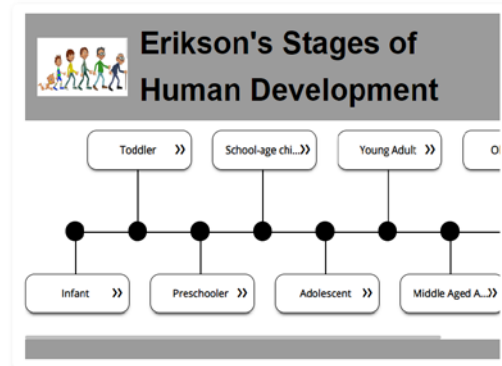 Erikson's Stages of
Human Development
Toddler »
School-age chi...»
Young Adult »
Infant »
Preschooler »
Adolescent »
Middle Aged A...»